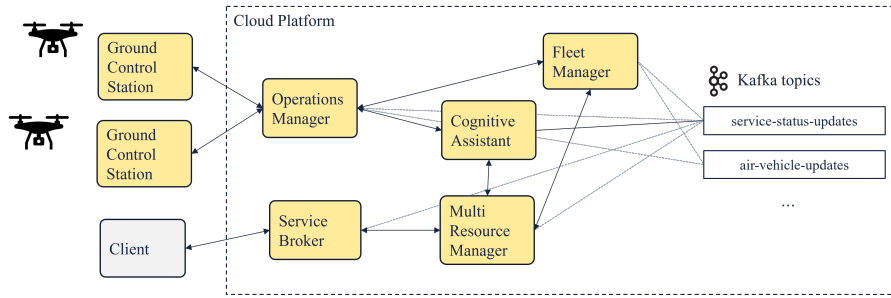 Cloud Platform
Ground
Control
Station
Fleet
Manager
Kafka topics
Operations
Manager
Cognitive
Assistant
service-status-updates
Ground
Control
Station
air-vehicle-updates
...
Service
Broker
Multi
Resource
Manager
Client